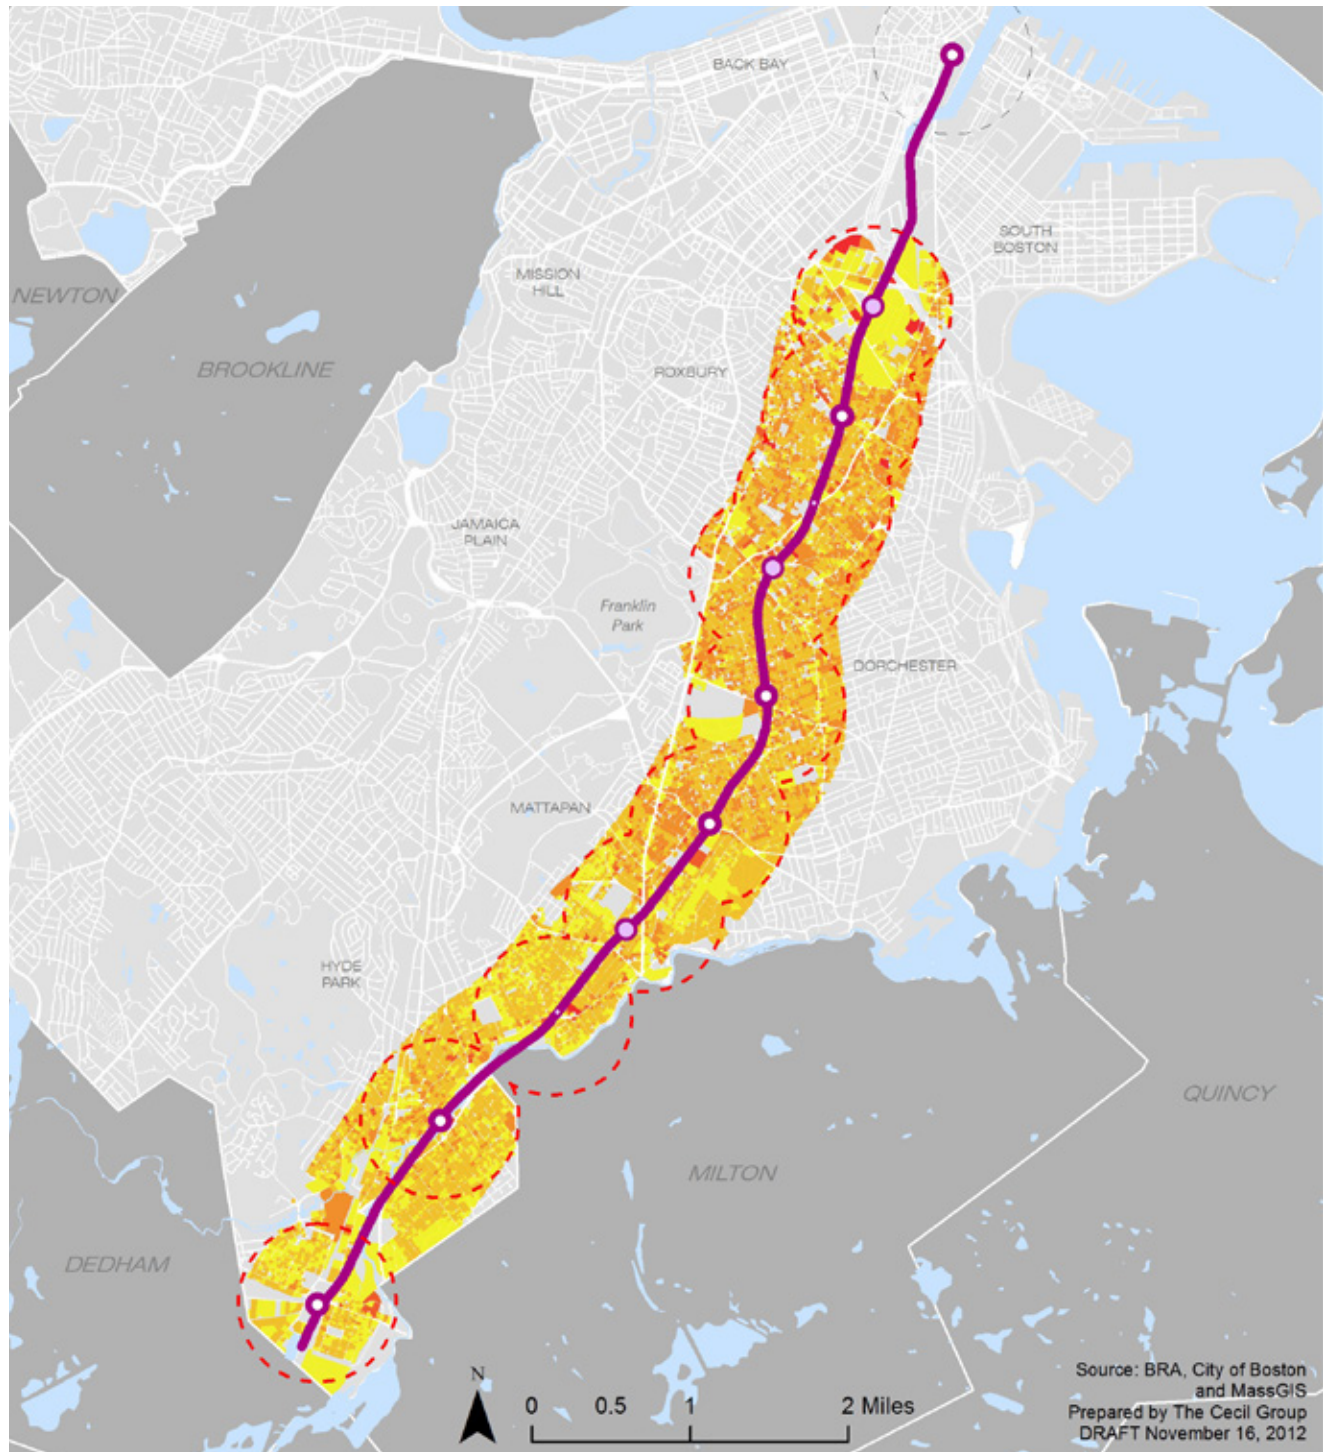 BACK BAY
SOUTH
BOSTON
MISSION
HILL
NEWTON
BROOKLINE
ROXBURY
JAMAICA
PLAIN
Franklin
Park
DORCHESTER
MATTAPAN
HYDE
PARK
QUINCY
MILTON
DEDHAM
N
0 0.5 1 2 Miles
Source: BRA, City of Boston
and MassGIS
Prepared by The Cecil Group
DRAFT November 16, 2012